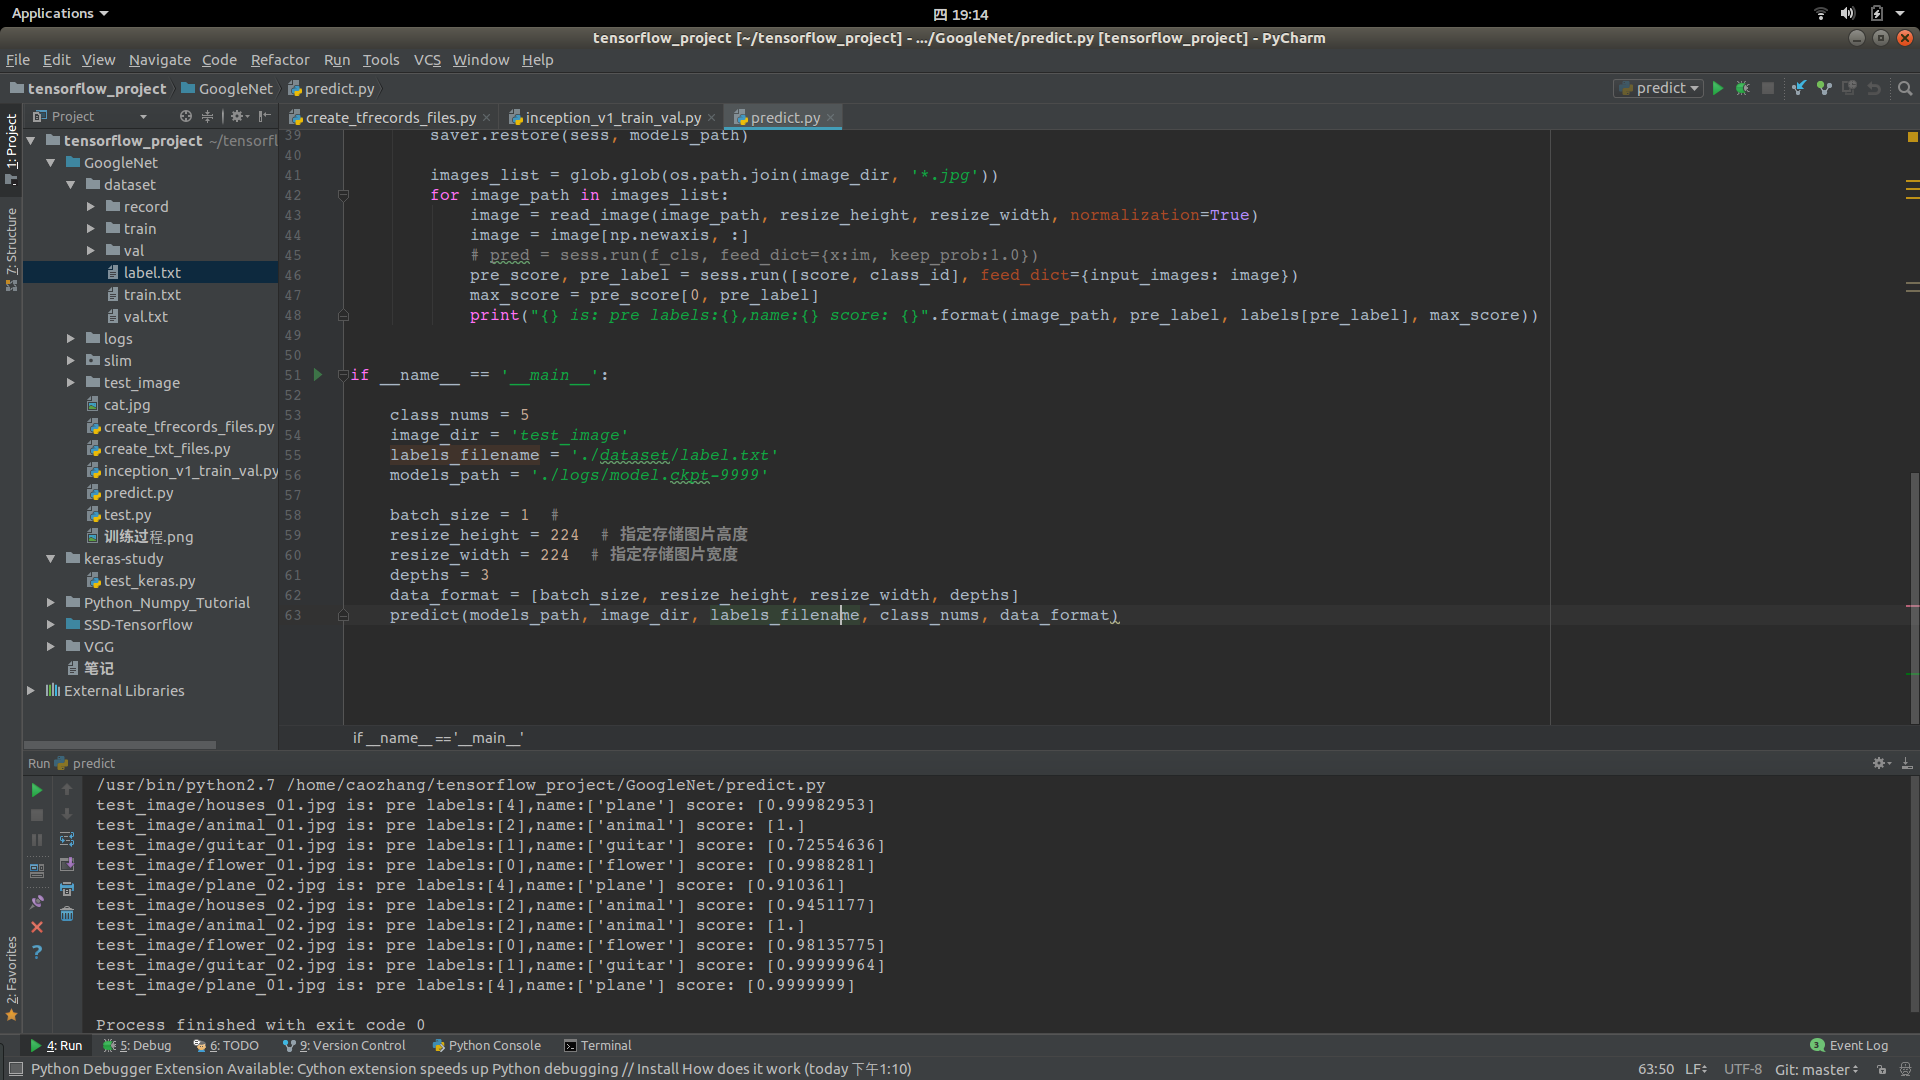 Applications
四 19:14
tensorflow_project [~/tensorflow_project] - .../GoogleNet/predict.py [tensorflow_project] - PyCharm
File Edit View Navigate Code Refactor Run Tools VCS Window Help
tensorflow_project GoogleNet predict.py
predict
Project
create_tfrecords_files.py inception_v1_train_val.py predict.py
1: Project
7: Structure
2: Favorites
tensorflow_project ~/tensorfl
GoogleNet
dataset
record
train
val
label.txt
train.txt
val.txt
logs
slim
test_image
cat.jpg
create_tfrecords_files.py
create_txt_files.py
inception_v1_train_val.py
predict.py
test.py
训练过程.png
keras-study
test_keras.py
Python_Numpy_Tutorial
SSD-Tensorflow
VGG
笔记
External Libraries
39 saver.restore(sess, models_path)
40
41 images_list = glob.glob(os.path.join(image_dir, '*.jpg'))
42 for image_path in images_list:
43 image = read_image(image_path, resize_height, resize_width, normalization=True)
44 image = image[np.newaxis, :]
45 # pred = sess.run(f_cls, feed_dict={x:im, keep_prob:1.0})
46 pre_score, pre_label = sess.run([score, class_id], feed_dict={input_images: image})
47 max_score = pre_score[0, pre_label]
48 print("{} is: pre labels:{},name:{} score: {}".format(image_path, pre_label, labels[pre_label], max_score))
49
50
51 if __name__ == '__main__':
52
53 class_nums = 5
54 image_dir = 'test_image'
55 labels_filename = './dataset/label.txt'
56 models_path = './logs/model.ckpt-9999'
57
58 batch_size = 1 #
59 resize_height = 224 # 指定存储图片高度
60 resize_width = 224 # 指定存储图片宽度
61 depths = 3
62 data_format = [batch_size, resize_height, resize_width, depths]
63 predict(models_path, image_dir, labels_filename, class_nums, data_format)
if __name__ == '__main__'
Run predict
/usr/bin/python2.7 /home/caozhang/tensorflow_project/GoogleNet/predict.py
test_image/houses_01.jpg is: pre labels:[4],name:['plane'] score: [0.99982953]
test_image/animal_01.jpg is: pre labels:[2],name:['animal'] score: [1.]
test_image/guitar_01.jpg is: pre labels:[1],name:['guitar'] score: [0.72554636]
test_image/flower_01.jpg is: pre labels:[0],name:['flower'] score: [0.9988281]
test_image/plane_02.jpg is: pre labels:[4],name:['plane'] score: [0.910361]
test_image/houses_02.jpg is: pre labels:[2],name:['animal'] score: [0.9451177]
test_image/animal_02.jpg is: pre labels:[2],name:['animal'] score: [1.]
test_image/flower_02.jpg is: pre labels:[0],name:['flower'] score: [0.98135775]
test_image/guitar_02.jpg is: pre labels:[1],name:['guitar'] score: [0.99999964]
test_image/plane_01.jpg is: pre labels:[4],name:['plane'] score: [0.9999999]
Process finished with exit code 0
4: Run 5: Debug 6: TODO 9: Version Control Python Console Terminal 3 Event Log
Python Debugger Extension Available: Cython extension speeds up Python debugging // Install How does it work (today 下午1:10) 63:50 LF UTF-8 Git: master